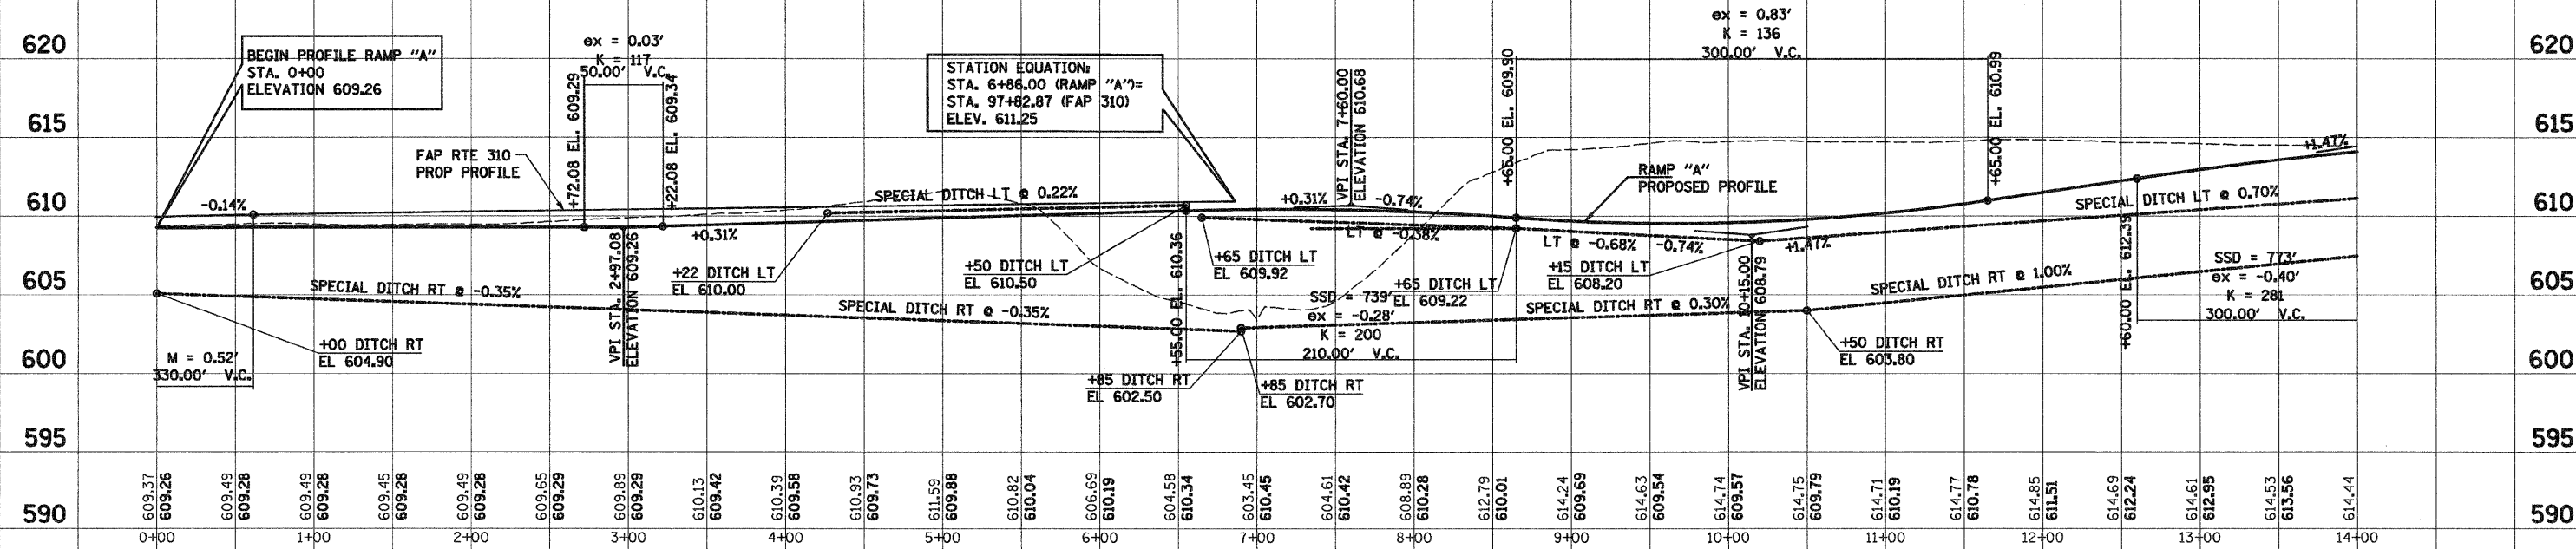 620
615
610
605
600
595
590
BEGIN PROFILE RAMP "A"
STA. 0+00
ELEVATION 609.26
-0.14%
FAP RTE 310
PROP PROFILE
ex = 0.03'
K = 117
50.00' V.C.
+72.08 EL. 609.29
+22.08 EL. 609.34
VPI STA. 2+97.08
ELEVATION 609.26
+0.31%
SPECIAL DITCH RT @ -0.35%
+00 DITCH RT
EL 604.90
M = 0.52'
330.00' V.C.
STATION EQUATION:
STA. 6+86.00 (RAMP "A")=
STA. 97+82.87 (FAP 310)
ELEV. 611.25
SPECIAL DITCH LT @ 0.22%
+22 DITCH LT
EL 610.00
+50 DITCH LT
EL 610.50
SPECIAL DITCH RT @ -0.35%
+55.00 EL. 610.36
+65 DITCH LT
EL 609.92
+85 DITCH RT
EL 602.50
+85 DITCH RT
EL 602.70
+0.31%
VPI STA. 7+60.00
ELEVATION 610.68
-0.74%
LT @ -0.38%
SSD = 739'
ex = -0.28'
K = 200
210.00' V.C.
+65 DITCH LT
EL 609.22
+65.00 EL. 609.90
ex = 0.83'
K = 136
300.00' V.C.
+65.00 EL. 610.99
RAMP "A"
PROPOSED PROFILE
LT @ -0.68%
-0.74%
+1.47%
+15 DITCH LT
EL 608.20
SPECIAL DITCH RT @ 0.30%
VPI STA. 10+15.00
ELEVATION 608.79
+50 DITCH RT
EL 603.80
SPECIAL DITCH RT @ 1.00%
SPECIAL DITCH LT @ 0.70%
+1.47%
+60.00 EL. 612.39
SSD = 773'
ex = -0.40'
K = 281
300.00' V.C.
620
615
610
605
600
595
590
609.37 609.26
609.49 609.28
609.49 609.28
609.45 609.28
609.49 609.28
609.65 609.29
609.89 609.29
610.13 609.42
610.39 609.58
610.93 609.73
611.59 609.88
610.82 610.04
606.69 610.19
604.58 610.34
603.45 610.45
604.61 610.42
608.89 610.28
612.79 610.01
614.24 609.69
614.63 609.54
614.74 609.57
614.75 609.79
614.71 610.19
614.77 610.78
614.85 611.51
614.69 612.24
614.61 612.95
614.53 613.56
614.44
0+00 1+00 2+00 3+00 4+00 5+00 6+00 7+00 8+00 9+00 10+00 11+00 12+00 13+00 14+00